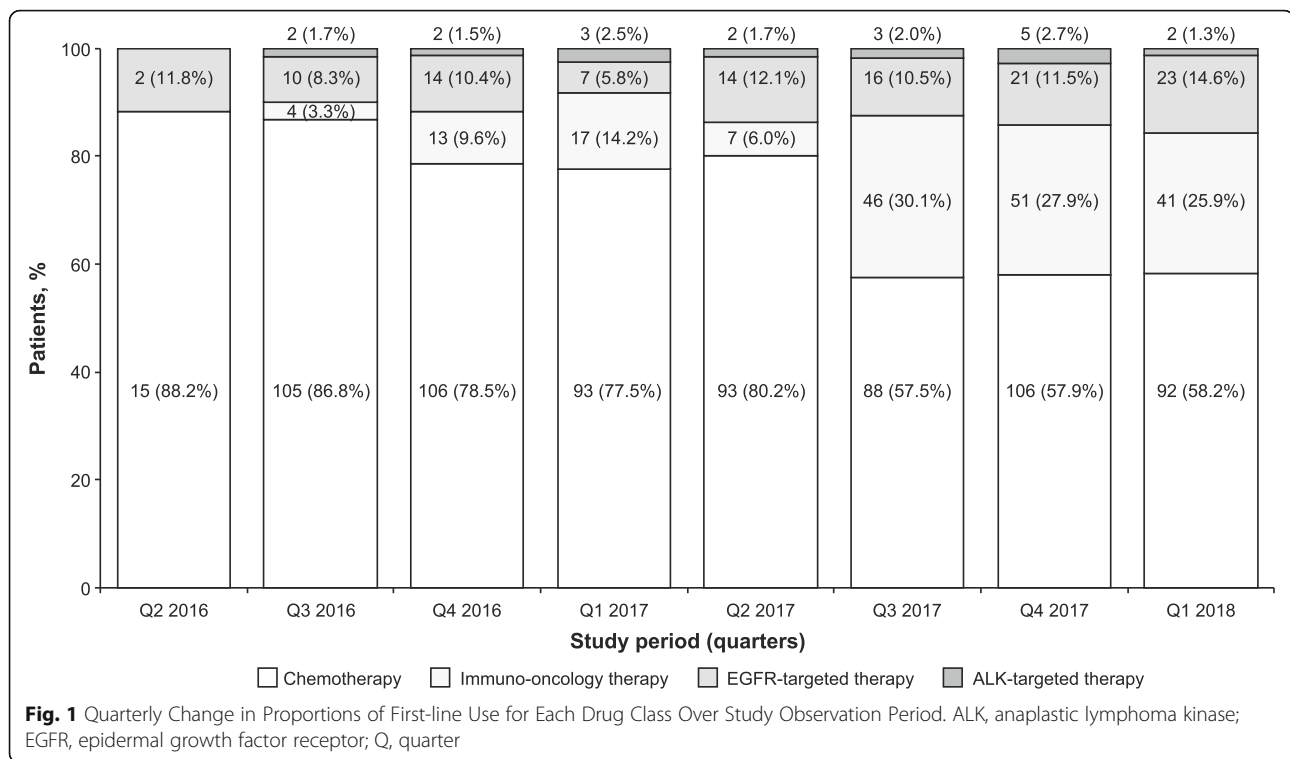 2 (1.7%) 2 (1.5%) 3 (2.5%) 2 (1.7%) 3 (2.0%) 5 (2.7%) 2 (1.3%)
100
2 (11.8%) 10 (8.3%) 14 (10.4%) 7 (5.8%) 14 (12.1%) 16 (10.5%) 21 (11.5%) 23 (14.6%)
4 (3.3%)
13 (9.6%) 17 (14.2%) 7 (6.0%)
80
46 (30.1%) 51 (27.9%) 41 (25.9%)
60
Patients, %
40
15 (88.2%) 105 (86.8%) 106 (78.5%) 93 (77.5%) 93 (80.2%) 88 (57.5%) 106 (57.9%) 92 (58.2%)
20
0
Q2 2016 Q3 2016 Q4 2016 Q1 2017 Q2 2017 Q3 2017 Q4 2017 Q1 2018
Study period (quarters)
Chemotherapy Immuno-oncology therapy EGFR-targeted therapy ALK-targeted therapy
Fig. 1 Quarterly Change in Proportions of First-line Use for Each Drug Class Over Study Observation Period. ALK, anaplastic lymphoma kinase;
EGFR, epidermal growth factor receptor; Q, quarter